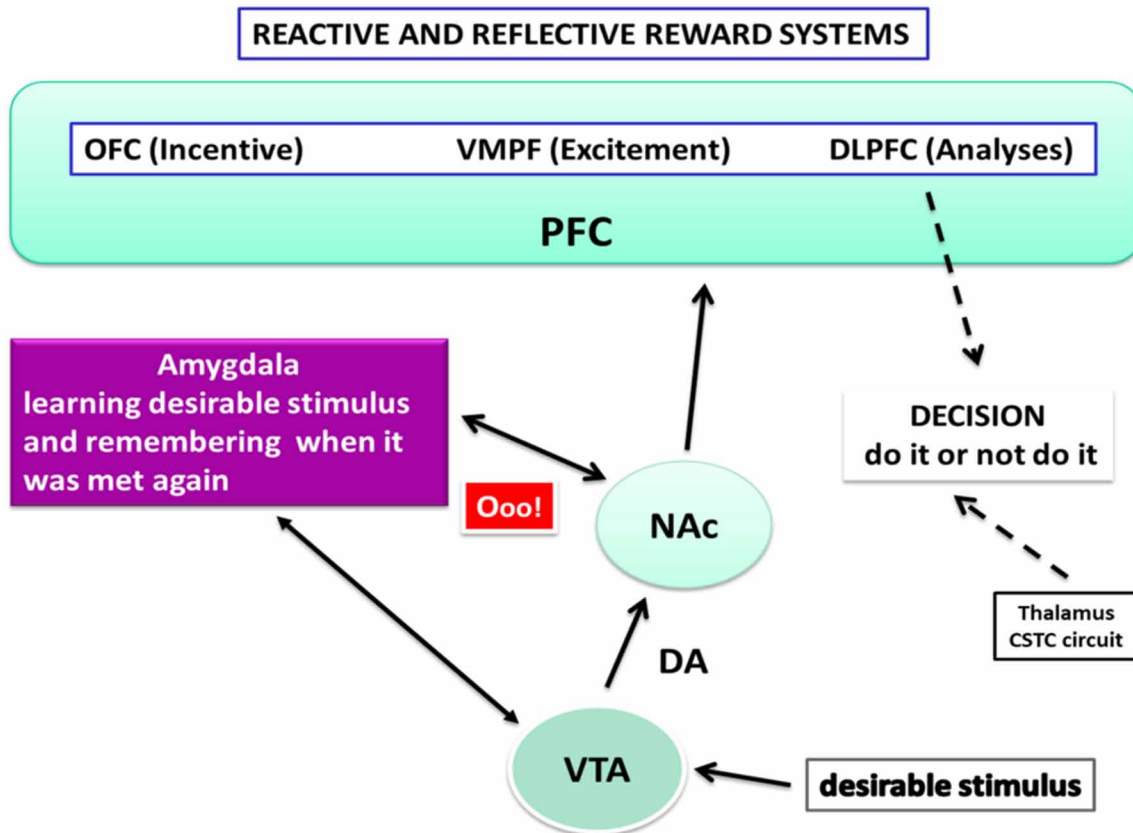 REACTIVE AND REFLECTIVE REWARD SYSTEMS
OFC (Incentive) VMPF (Excitement) DLPFC (Analyses)
PFC
Amygdala
learning desirable stimulus
and remembering when it
was met again
Ooo!
NAc
DECISION
do it or not do it
Thalamus
CSTC circuit
DA
VTA
desirable stimulus